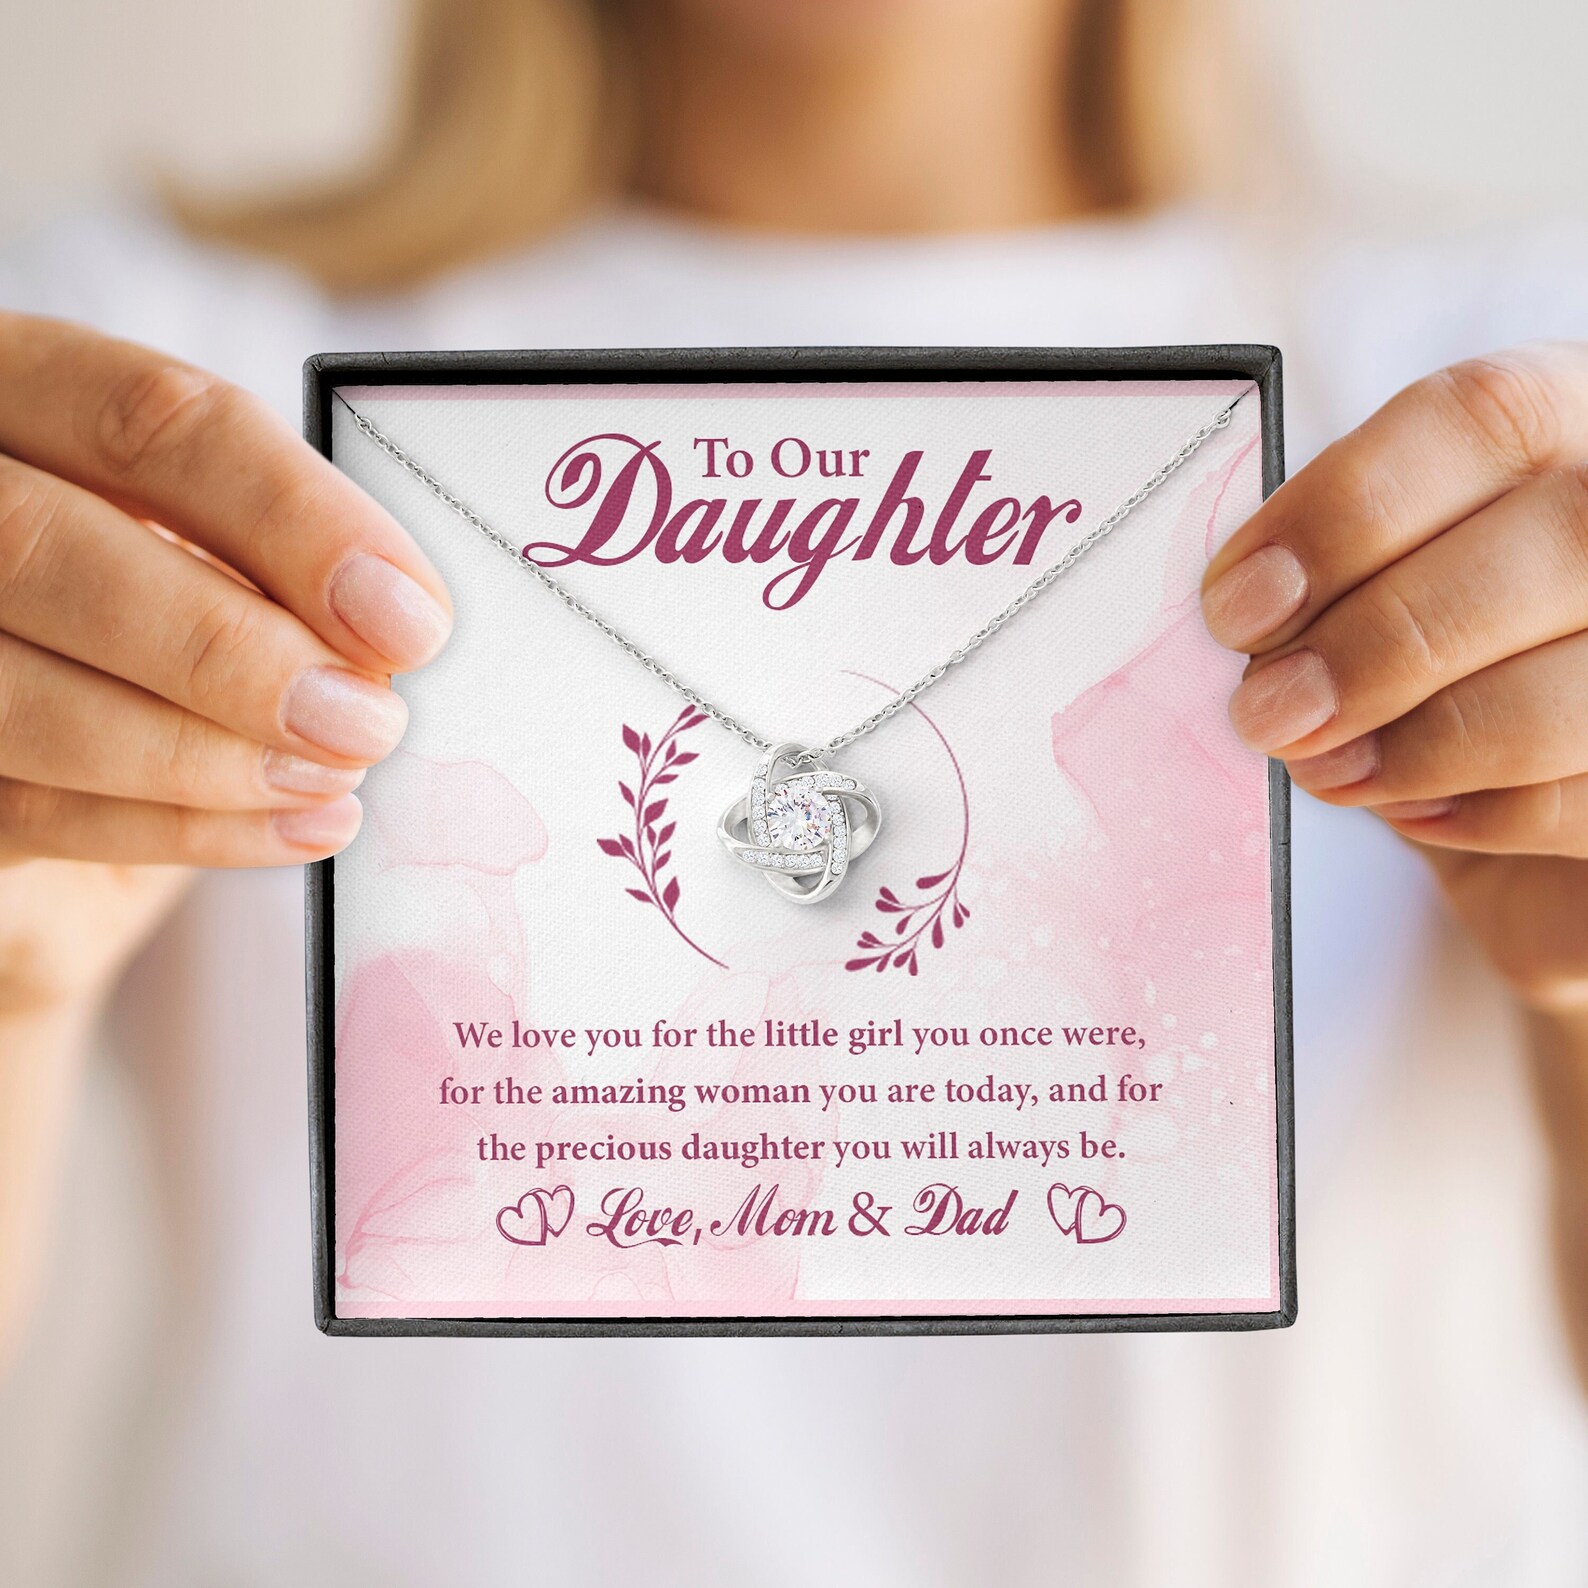 To Our
Daughter
We love you for the little girl you once were,
for the amazing woman you are today, and for
the precious daughter you will always be.
Love, Mom & Dad